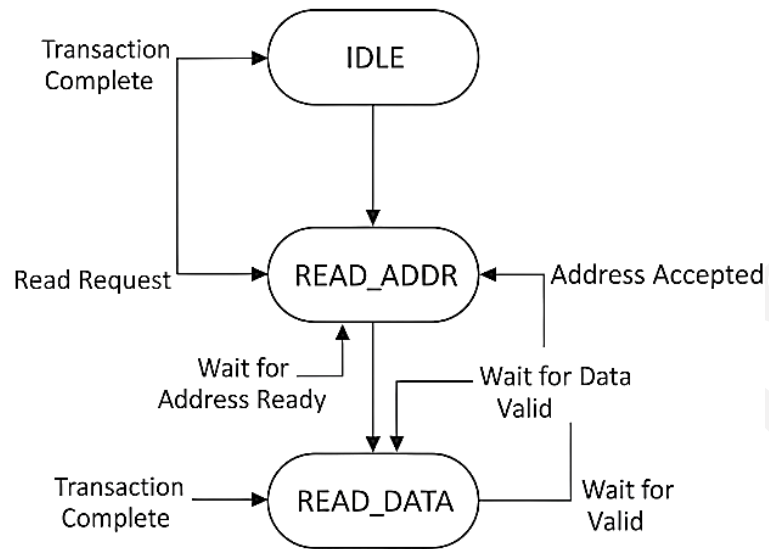 Transaction
Complete
IDLE
Read Request
READ_ADDR
Address Accepted
Wait for
Address Ready
Wait for Data
Valid
Transaction
Complete
READ_DATA
Wait for
Valid